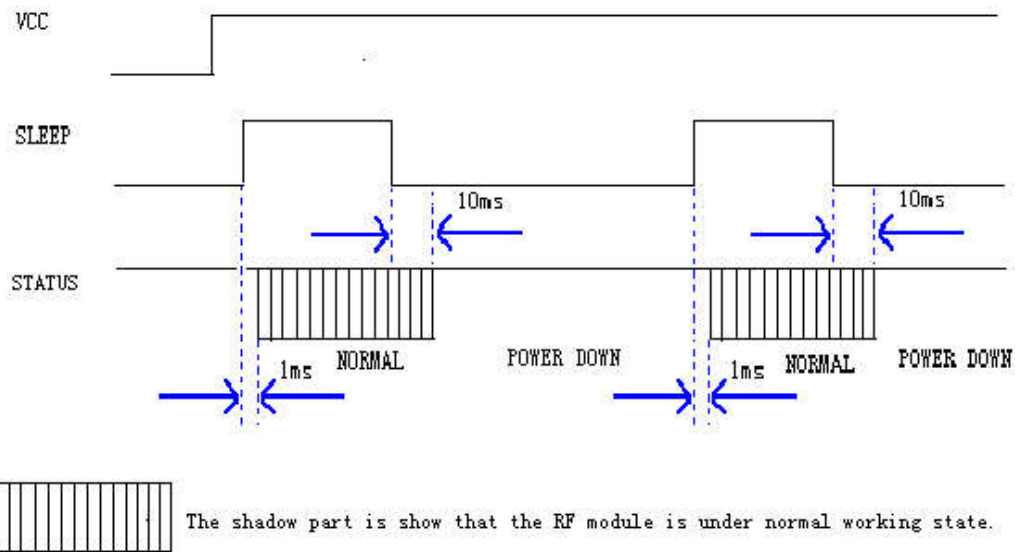 VCC
SLEEP
10ms 10ms
STATUS
NORMAL POWER DOWN NORMAL POWER DOWN
1ms 1ms
The shadow part is show that the RF module is under normal working state.